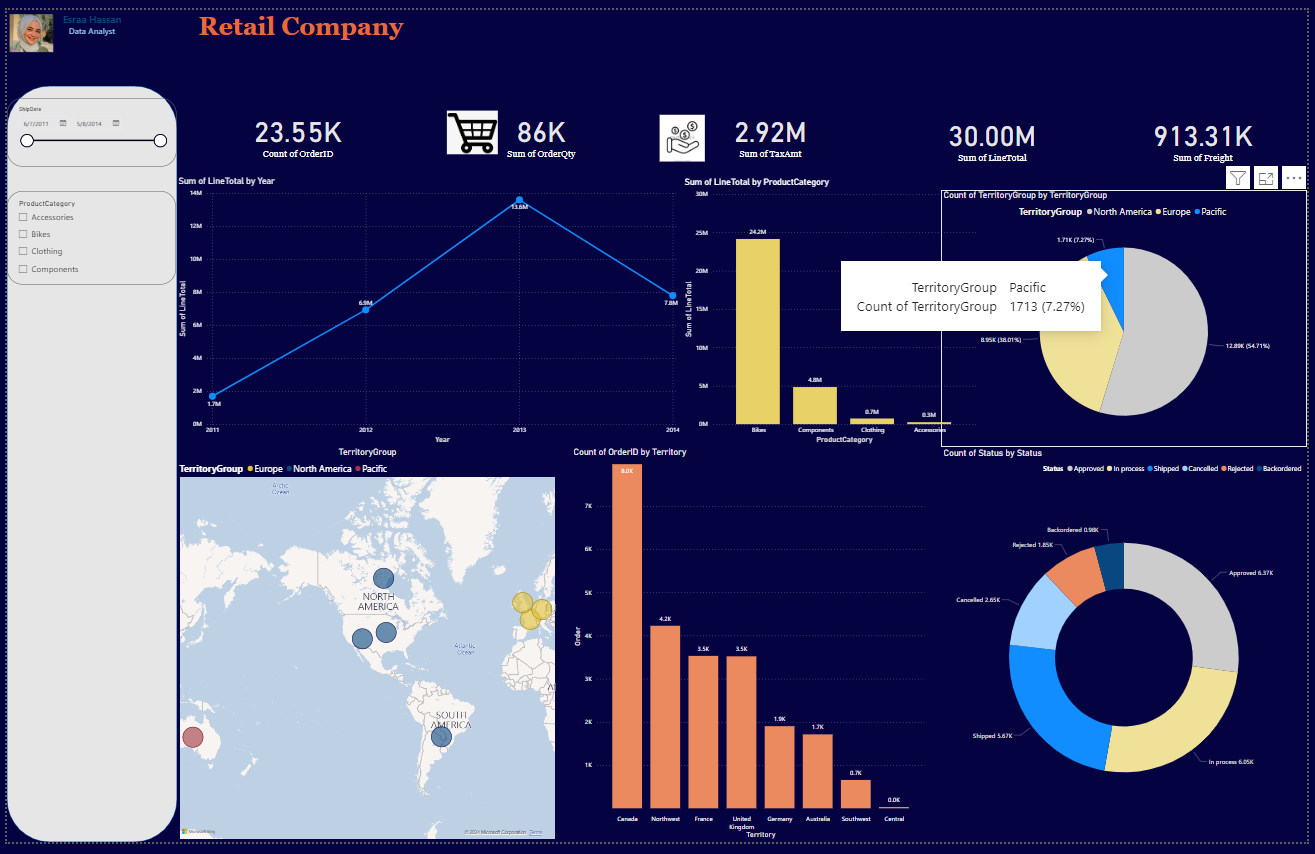 Esraa Hassan
Data Analyst
Retail Company
ShipDate
6/7/2011 5/8/2014
ProductCategory
Accessories
Bikes
Clothing
Components
23.55K
Count of OrderID
86K
Sum of OrderQty
2.92M
Sum of TaxAmt
30.00M
Sum of LineTotal
913.31K
Sum of Freight
Sum of LineTotal by Year
14M
12M
10M
8M
6M
4M
2M
0M
Sum of LineTotal
1.7M
6.9M
13.6M
7.8M
2011 2012 2013 2014
Year
Sum of LineTotal by ProductCategory
30M
25M
20M
15M
10M
5M
0M
Sum of LineTotal
24.2M
4.8M
0.7M
0.3M
Bikes Components Clothing Accessories
ProductCategory
Count of TerritoryGroup by TerritoryGroup
TerritoryGroup North America Europe Pacific
1.71K (7.27%)
TerritoryGroup Pacific
Count of TerritoryGroup 1713 (7.27%)
8.95K (38.01%)
12.89K (54.71%)
TerritoryGroup
TerritoryGroup Europe North America Pacific
Arctic
Ocean
NORTH
AMERICA
Atlantic
Ocean
SOUTH
AMERICA
Microsoft Bing
© 2024 Microsoft Corporation Terms
Count of OrderID by Territory
7K
6K
5K
4K
3K
2K
1K
Order
8.0K
4.2K
3.5K
3.5K
1.9K
1.7K
0.7K
0.0K
Canada Northwest France United Kingdom Germany Australia Southwest Central
Territory
Count of Status by Status
Status Approved In process Shipped Cancelled Rejected Backordered
Backordered 0.98K
Rejected 1.85K
Approved 6.37K
Cancelled 2.65K
Shipped 5.67K
In process 6.05K